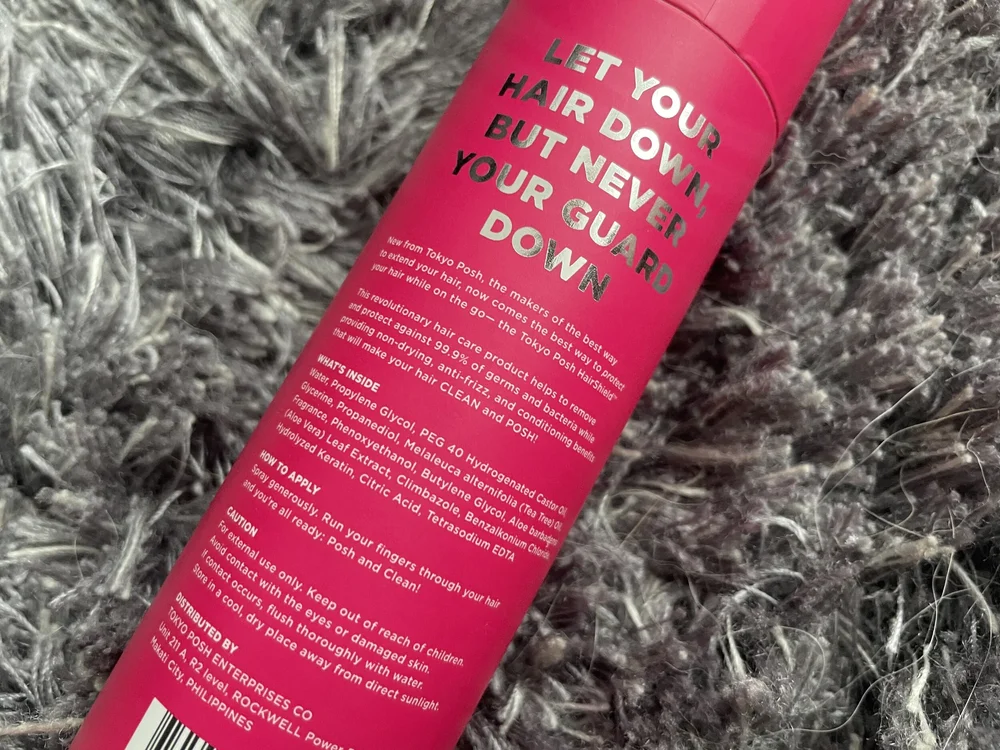 LET YOUR
HAIR DOWN,
BUT NEVER
YOUR GUARD
DOWN
New from Tokyo Posh, the makers of the best way
to extend your hair, now comes the best way to protect
your hair while on the go— the Tokyo Posh HairShield™
This revolutionary hair care product helps to remove
and protect against 99.9% of germs and bacteria while
providing non-drying, anti-frizz, and conditioning benefits
that will make your hair CLEAN and POSH!
WHAT'S INSIDE
Water, Propylene Glycol, PEG 40 Hydrogenated Castor Oil,
Glycerine, Propanediol, Melaleuca alternifolia (Tea Tree) Oil,
Fragrance, Phenoxyethanol, Butylene Glycol, Aloe
(Aloe Vera) Leaf Extract, Climbazole, Benzalkonium Chloride,
Hydrolyzed Keratin, Citric Acid, Tetrasodium EDTA
HOW TO APPLY
Spray generously. Run your fingers through your hair
and you're all ready: Posh and Clean!
CAUTION
For external use only. Keep out of reach of children.
Avoid contact with the eyes or damaged skin.
If contact occurs, flush thoroughly with water.
Store in a cool, dry place away from direct sunlight.
DISTRIBUTED BY
TOKYO POSH ENTERPRISES CO
Unit 211 A, R2 level, ROCKWELL Power
Makati City, PHILIPPINES